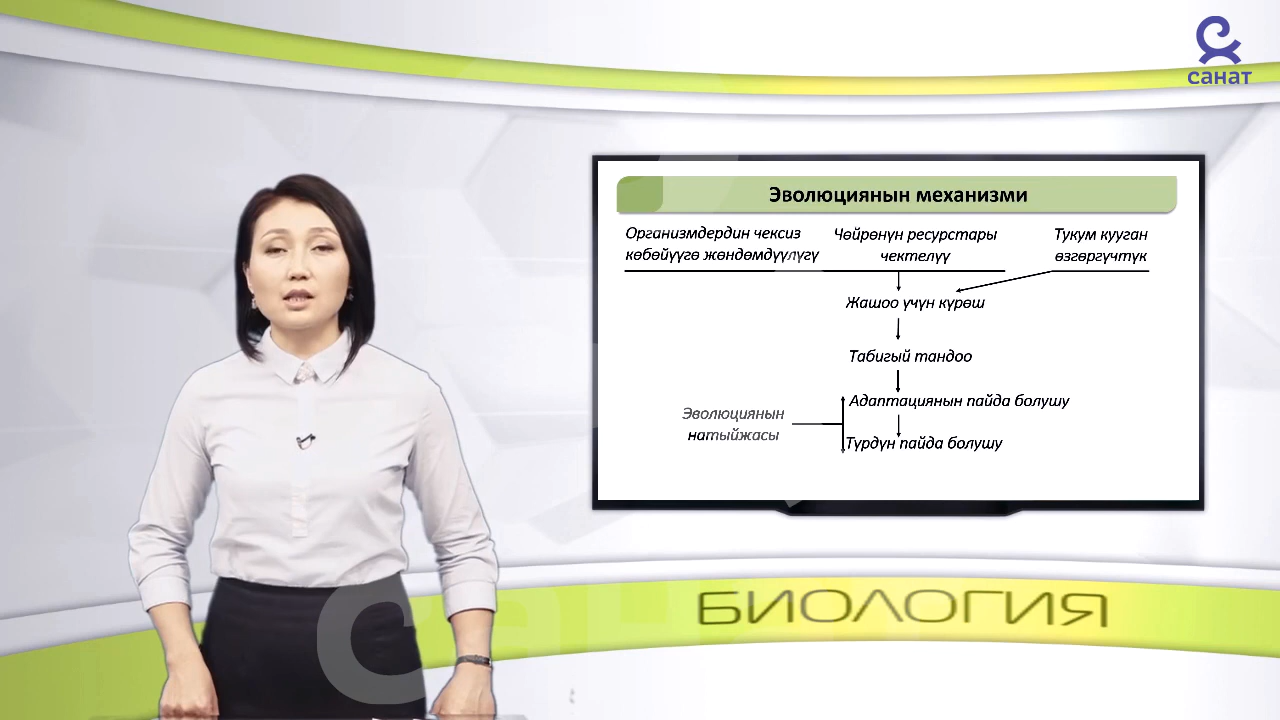 санат
Эволюциянын механизми
Организмдердин чексиз
көбөйүүгө жөндөмдүүлүгү
Чөйрөнүн ресурстары
чектелүү
Тукум кууган
өзгөргүчтүк
Жашоо үчүн күрөш
Табигый тандоо
Адаптациянын пайда болушу
Эволюциянын
натыйжасы
Түрдүн пайда болушу
БИОЛОГИЯ